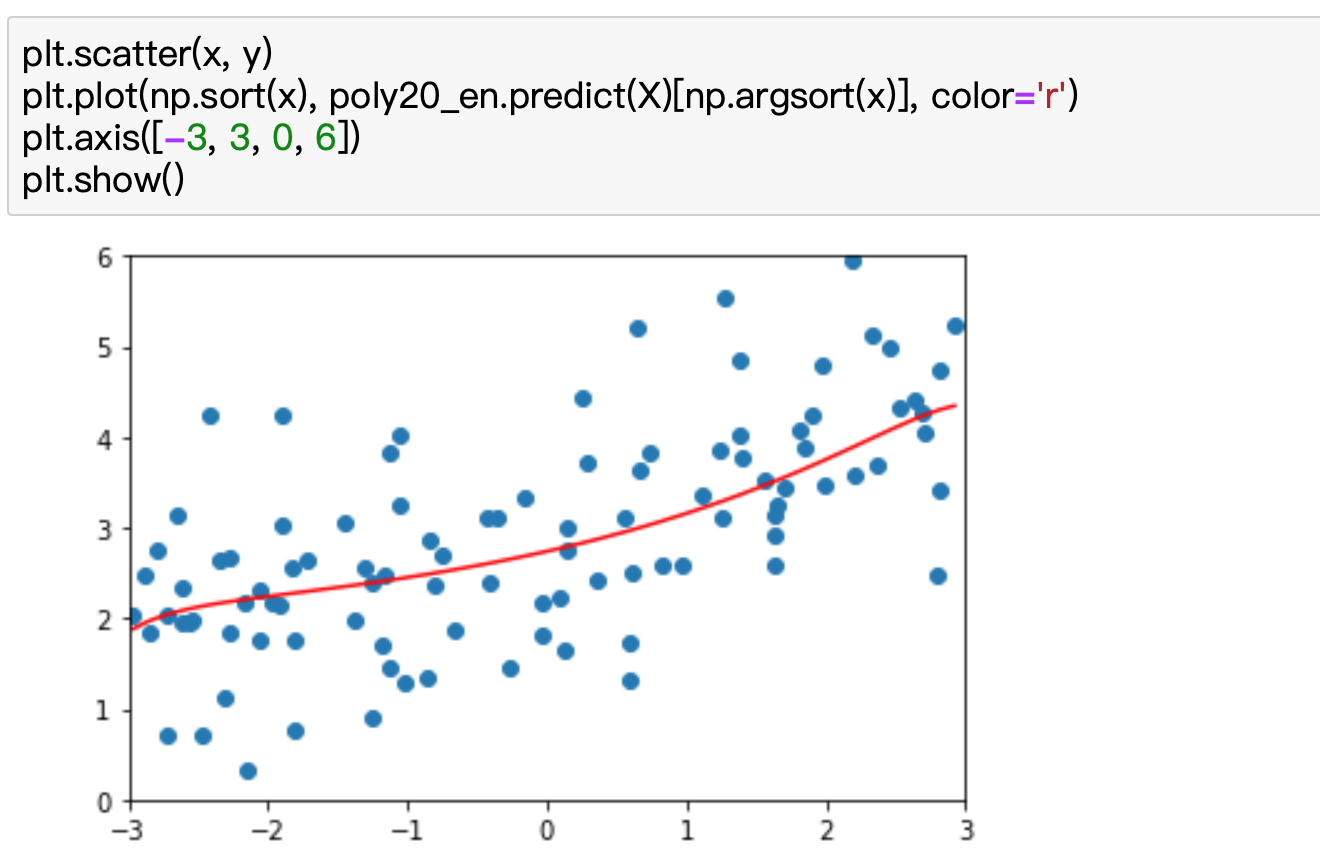 plt.scatter(x, y)
plt.plot(np.sort(x), poly20_en.predict(X)[np.argsort(x)], color='r')
plt.axis([-3, 3, 0, 6])
plt.show()
6
5
4
3
2
1
0
−3 −2 −1 0 1 2 3